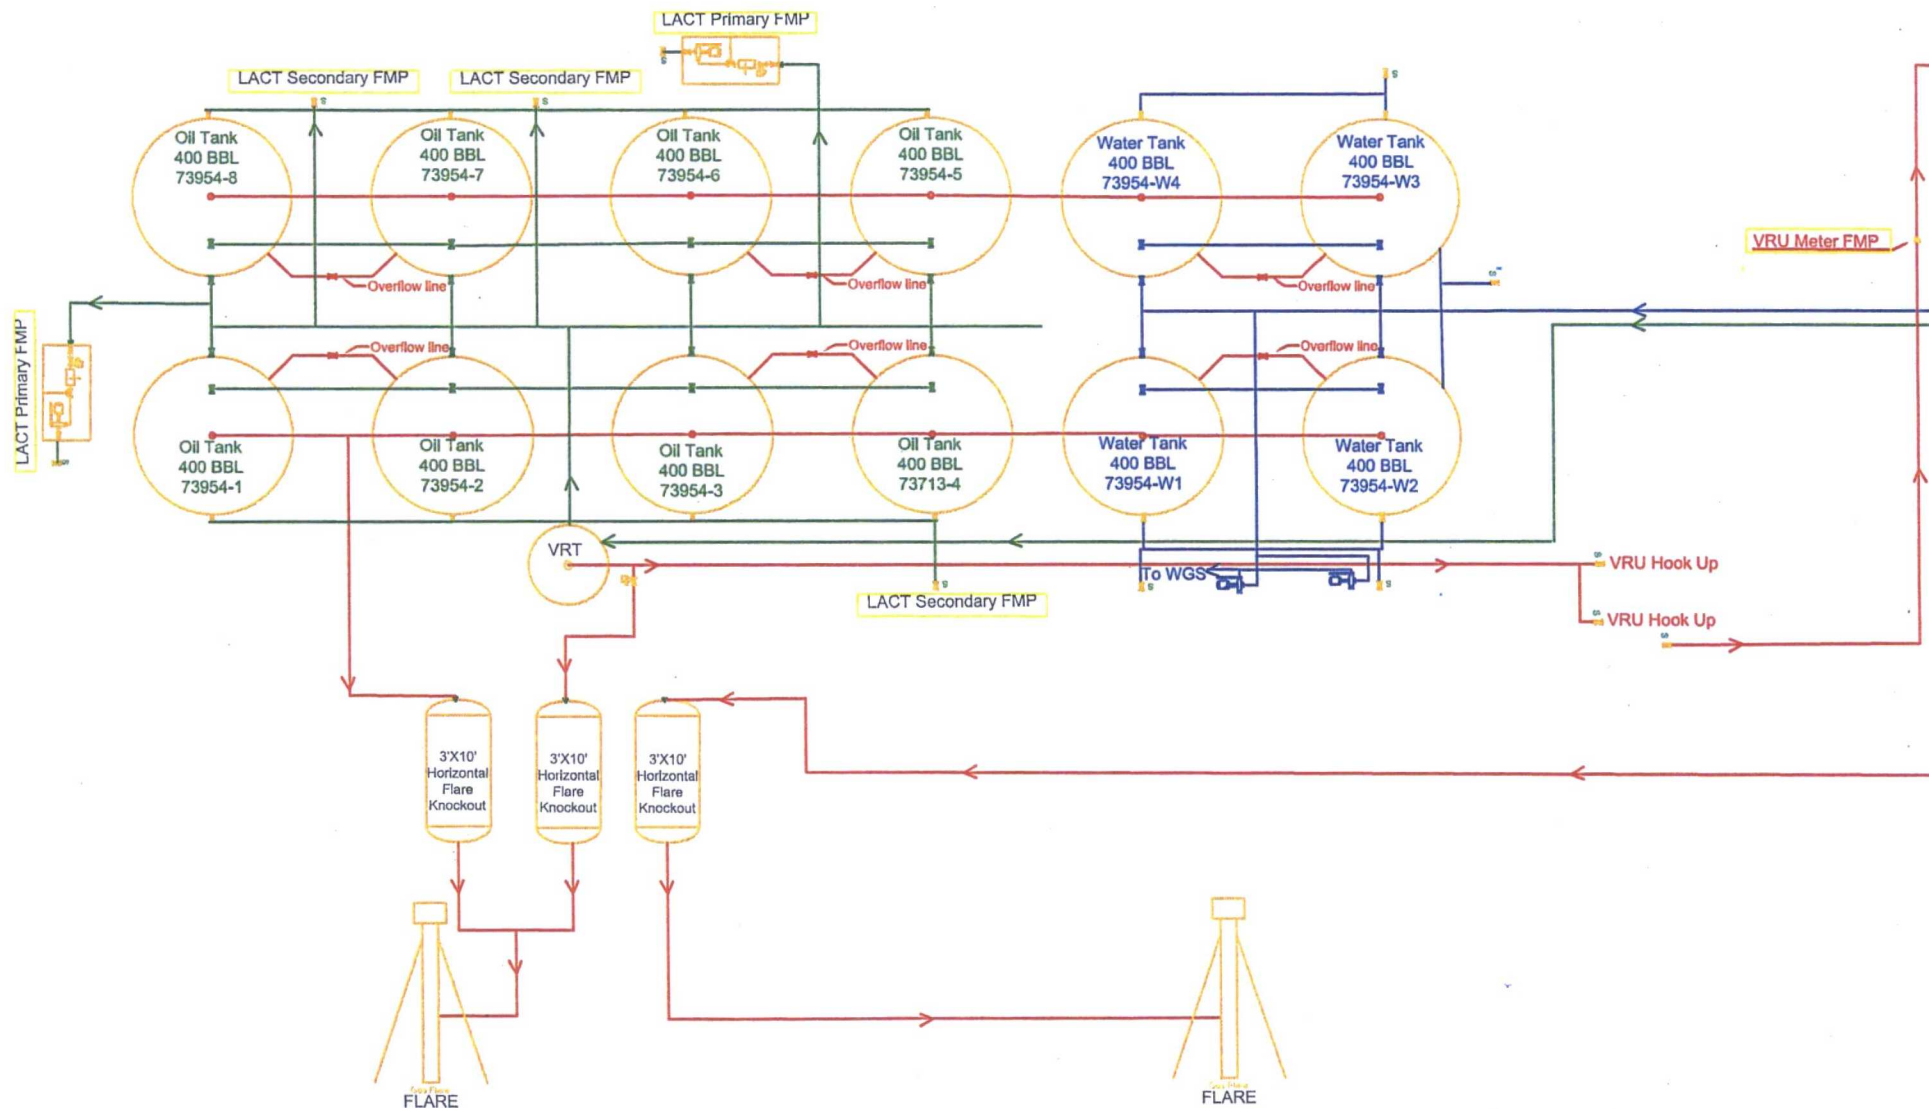 LACT Primary FMP
LACT Secondary FMP
LACT Secondary FMP
Oil Tank
400 BBL
73954-8
Oil Tank
400 BBL
73954-7
Oil Tank
400 BBL
73954-6
Oil Tank
400 BBL
73954-5
Water Tank
400 BBL
73954-W4
Water Tank
400 BBL
73954-W3
VRU Meter FMP
Overflow line
Overflow line
Overflow line
LACT Primary FMP
Overflow line
Overflow line
Overflow line
Oil Tank
400 BBL
73954-1
Oil Tank
400 BBL
73954-2
Oil Tank
400 BBL
73954-3
Oil Tank
400 BBL
73713-4
Water Tank
400 BBL
73954-W1
Water Tank
400 BBL
73954-W2
VRT
To WGS
VRU Hook Up
LACT Secondary FMP
VRU Hook Up
3'X10'
Horizontal
Flare
Knockout
3'X10'
Horizontal
Flare
Knockout
3'X10'
Horizontal
Flare
Knockout
FLARE
FLARE